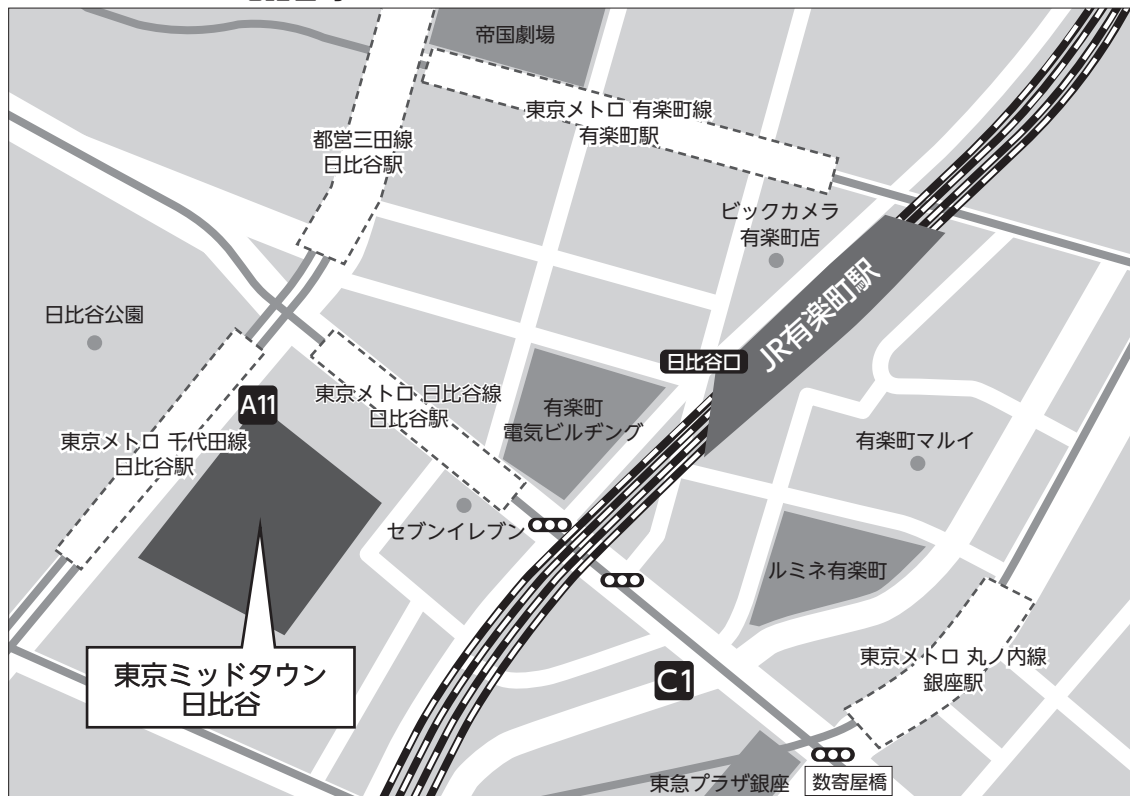 帝国劇場
東京メトロ 有楽町線
有楽町駅
都営三田線
日比谷駅
ビックカメラ
有楽町店
JR有楽町駅
日比谷公園
日比谷口
A11
東京メトロ 日比谷線
日比谷駅
有楽町
電気ビルヂング
東京メトロ 千代田線
日比谷駅
有楽町マルイ
セブンイレブン
ルミネ有楽町
東京ミッドタウン
日比谷
C1
東京メトロ 丸ノ内線
銀座駅
東急プラザ銀座
数寄屋橋